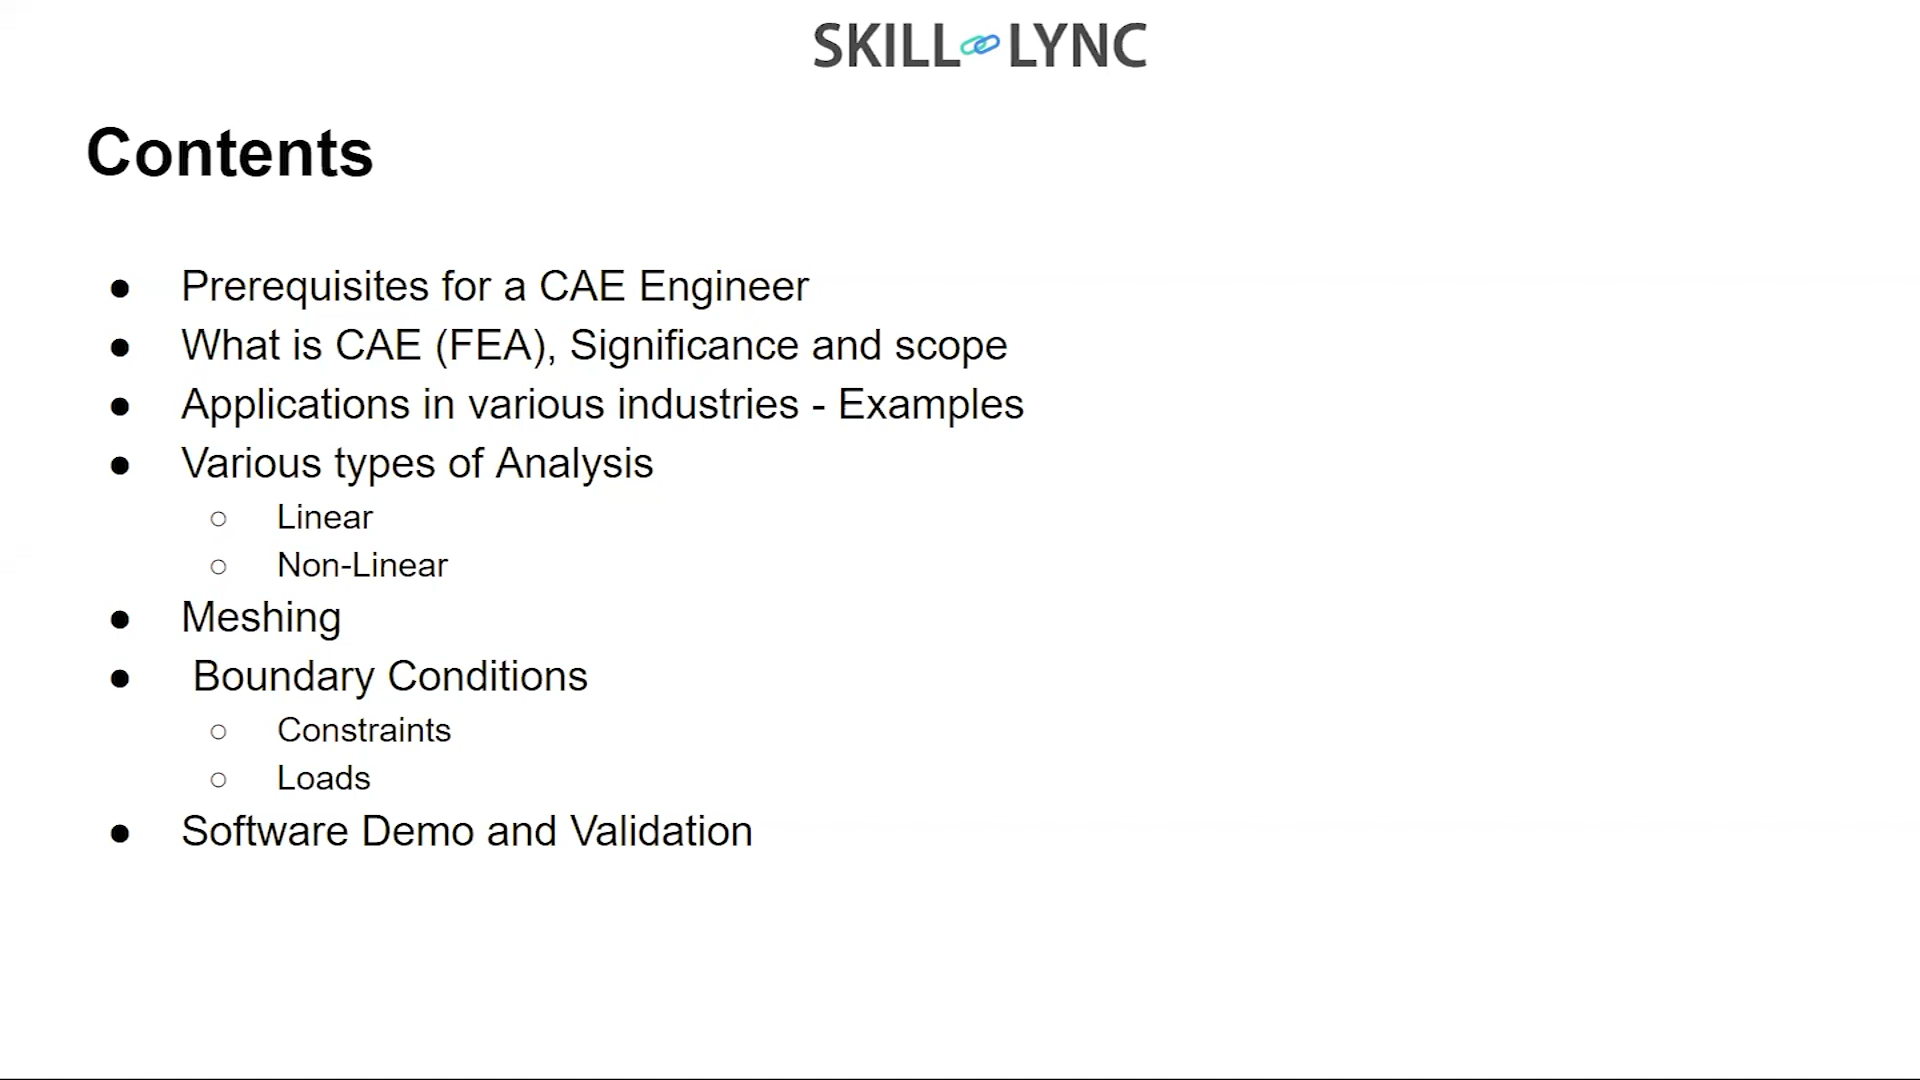 SKILL LYNC
Contents
● Prerequisites for a CAE Engineer
● What is CAE (FEA), Significance and scope
● Applications in various industries - Examples
● Various types of Analysis
○ Linear
○ Non-Linear
● Meshing
● Boundary Conditions
○ Constraints
○ Loads
● Software Demo and Validation